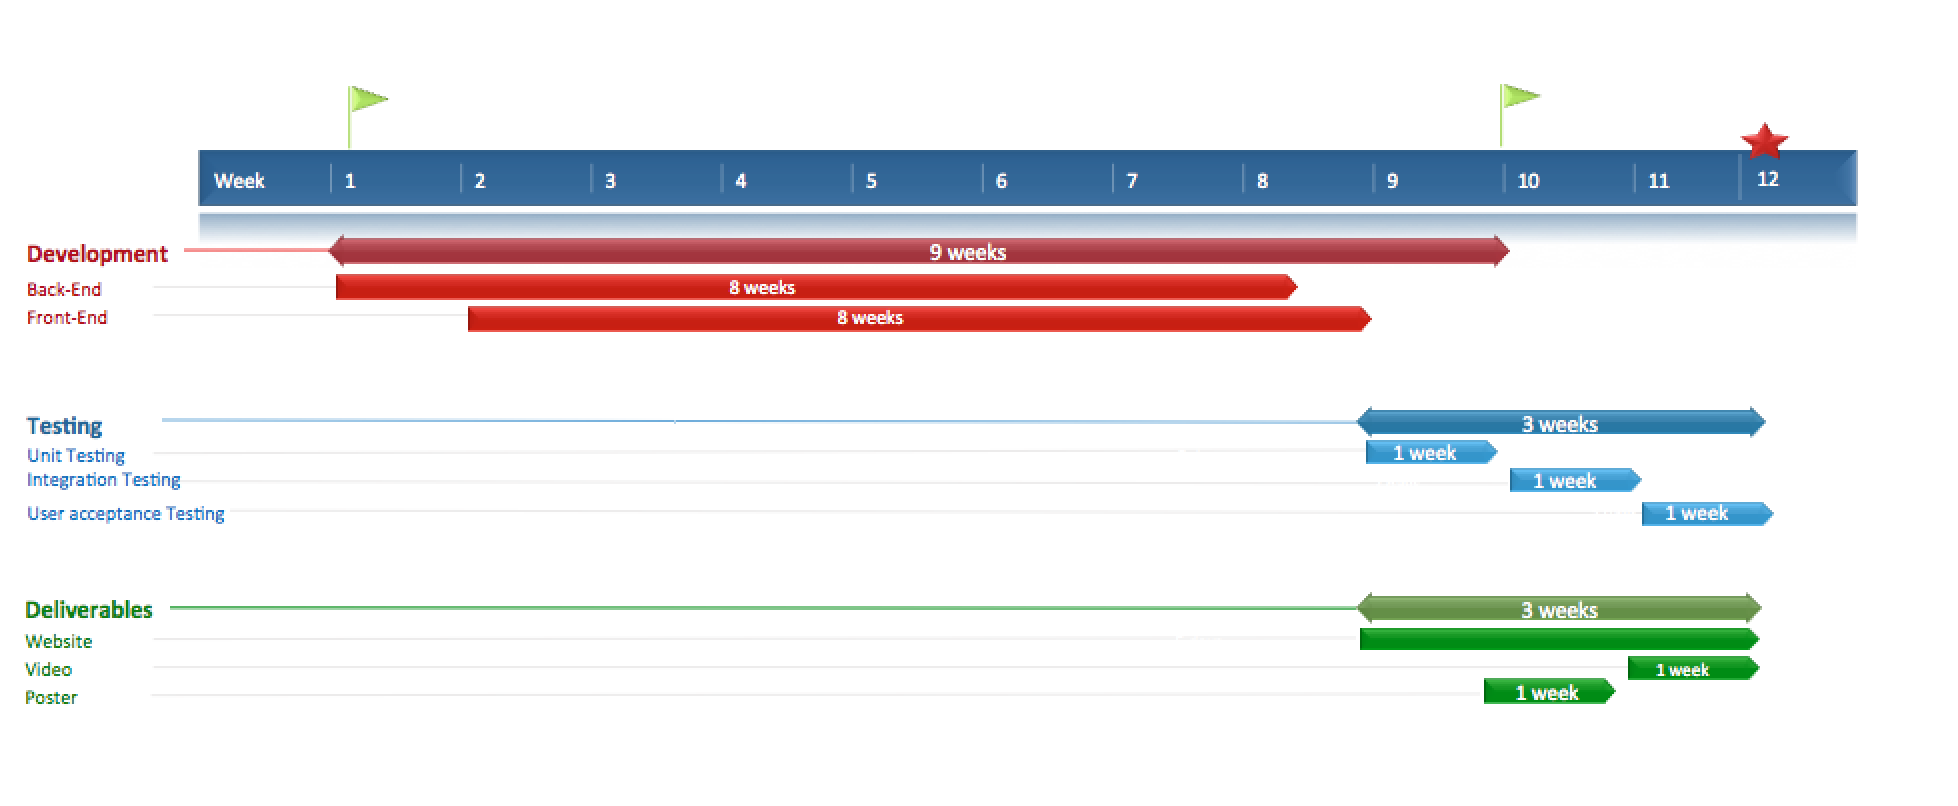 Week 1 2 3 4 5 6 7 8 9 10 11 12
Development 9 weeks
Back-End 8 weeks
Front-End 8 weeks
Testing 3 weeks
Unit Testing 1 week
Integration Testing 1 week
User acceptance Testing 1 week
Deliverables 3 weeks
Website
Video 1 week
Poster 1 week